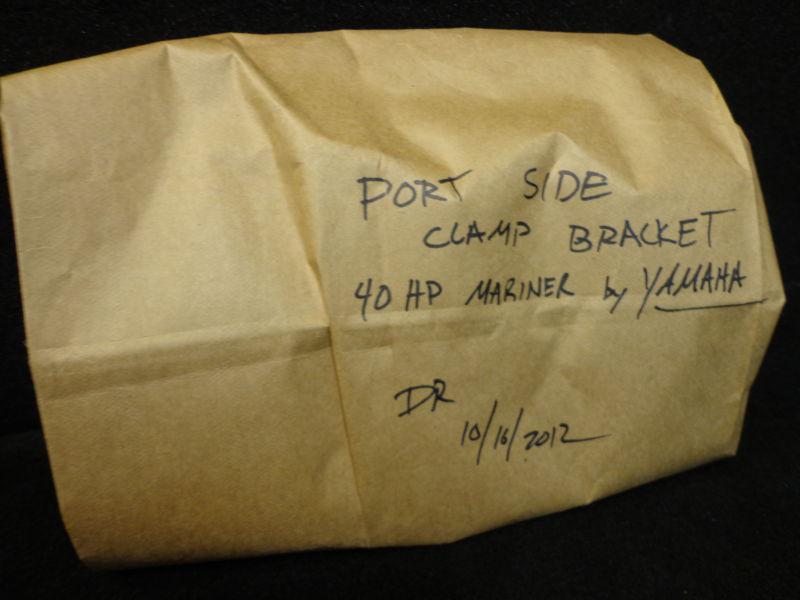 PORT SIDE
CLAMP BRACKET
40 HP MARINER by YAMAHA
DR
10/16/2012